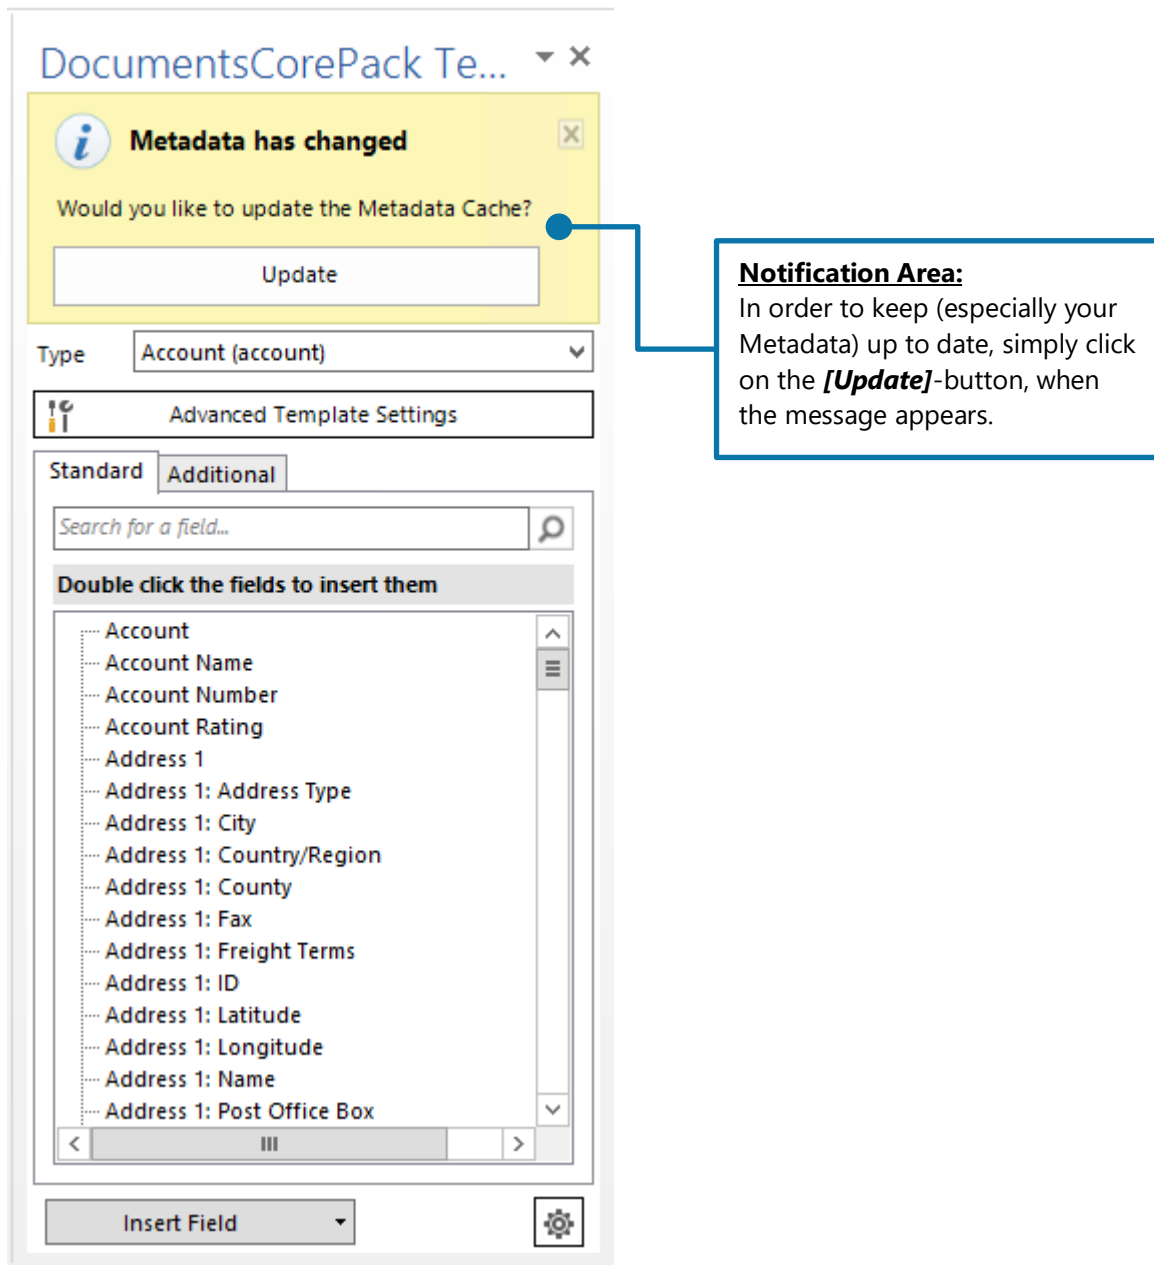 DocumentsCorePack Te...
Metadata has changed
Would you like to update the Metadata Cache?
Update
Type
Account (account)
Advanced Template Settings
Standard
Additional
Search for a field...
Double click the fields to insert them
Account
Account Name
Account Number
Account Rating
Address 1
Address 1: Address Type
Address 1: City
Address 1: Country/Region
Address 1: County
Address 1: Fax
Address 1: Freight Terms
Address 1: ID
Address 1: Latitude
Address 1: Longitude
Address 1: Name
Address 1: Post Office Box
Insert Field
Notification Area:
In order to keep (especially your
Metadata) up to date, simply click
on the [Update]-button, when
the message appears.